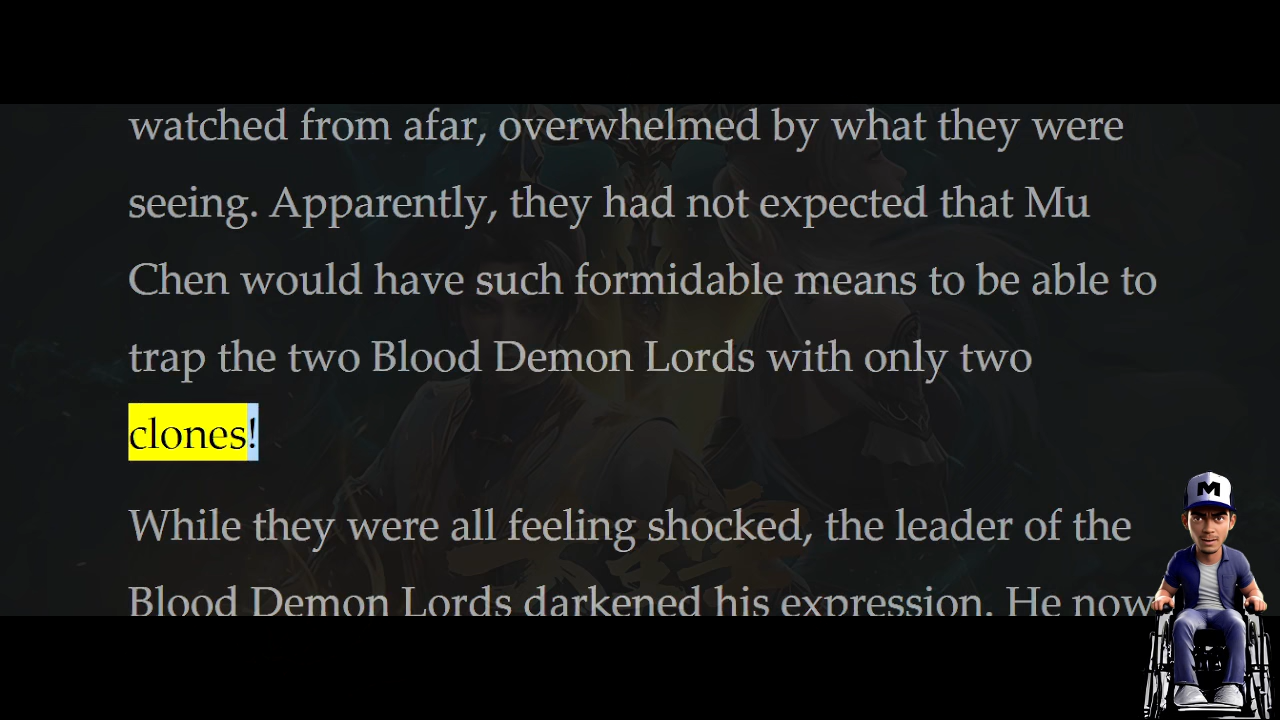 watched from afar, overwhelmed by what they were
seeing. Apparently, they had not expected that Mu
Chen would have such formidable means to be able to
trap the two Blood Demon Lords with only two
clones!
While they were all feeling shocked, the leader of the
Blood Demon Lords darkened his expression. He now
M